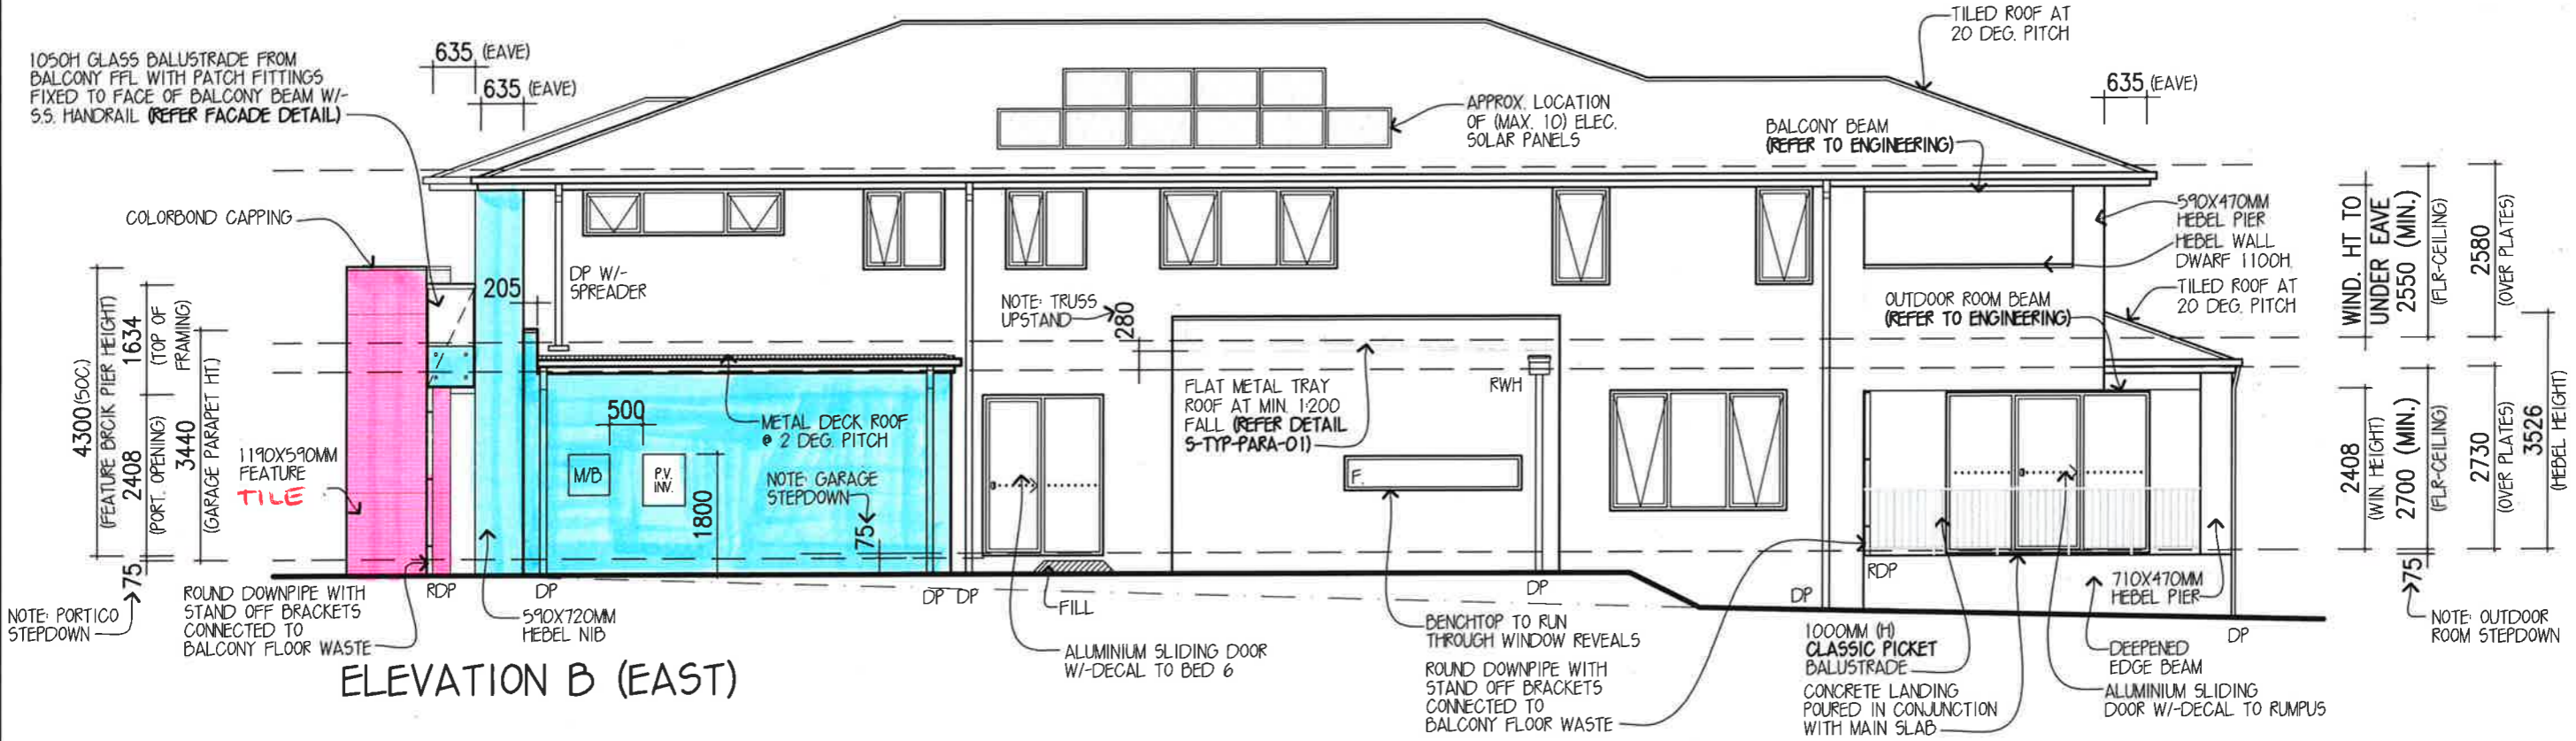 1050H GLASS BALUSTRADE FROM
BALCONY FFL WITH PATCH FITTINGS
FIXED TO FACE OF BALCONY BEAM W/-
S.S. HANDRAIL (REFER FACADE DETAIL)
635 (EAVE)
635 (EAVE)
TILED ROOF AT
20 DEG. PITCH
635 (EAVE)
APPROX. LOCATION
OF (MAX. 10) ELEC.
SOLAR PANELS
BALCONY BEAM
(REFER TO ENGINEERING)
COLORBOND CAPPING
590X470MM
HEBEL PIER
HEBEL WALL
DWARF 1100H.
TILED ROOF AT
20 DEG. PITCH
WIND. HT TO
UNDER EAVE
2550 (MIN.)
(FLR-CEILING)
2580
(OVER PLATES)
DP W/-
SPREADER
205
NOTE: TRUSS
UPSTAND
280
OUTDOOR ROOM BEAM
(REFER TO ENGINEERING)
4300 (50C)
(FEATURE BRCIK PIER HEIGHT)
1634
(TOP OF
FRAMING)
2408
(PORT. OPENING)
3440
(GARAGE PARAPET HT.)
1190X590MM
FEATURE
TILE
500
M/B
P.V.
INV.
1800
METAL DECK ROOF
@ 2 DEG. PITCH
NOTE: GARAGE
STEPDOWN
75
FLAT METAL TRAY
ROOF AT MIN. 1:200
FALL (REFER DETAIL
S-TYP-PARA-01)
RWH
F.
2408
(WIN. HEIGHT)
2700 (MIN.)
(FLR-CEILING)
2730
(OVER PLATES)
3526
(HEBEL HEIGHT)
75
NOTE: PORTICO
STEPDOWN
ROUND DOWNPIPE WITH
STAND OFF BRACKETS
CONNECTED TO
BALCONY FLOOR WASTE
RDP
DP
590X720MM
HEBEL NIB
DP DP
FILL
ALUMINIUM SLIDING DOOR
W/-DECAL TO BED 6
DP
BENCHTOP TO RUN
THROUGH WINDOW REVEALS
ROUND DOWNPIPE WITH
STAND OFF BRACKETS
CONNECTED TO
BALCONY FLOOR WASTE
DP
RDP
1000MM (H)
CLASSIC PICKET
BALUSTRADE
CONCRETE LANDING
POURED IN CONJUNCTION
WITH MAIN SLAB
710X470MM
HEBEL PIER
DEEPENED
EDGE BEAM
ALUMINIUM SLIDING
DOOR W/-DECAL TO RUMPUS
DP
75
NOTE: OUTDOOR
ROOM STEPDOWN
ELEVATION B (EAST)